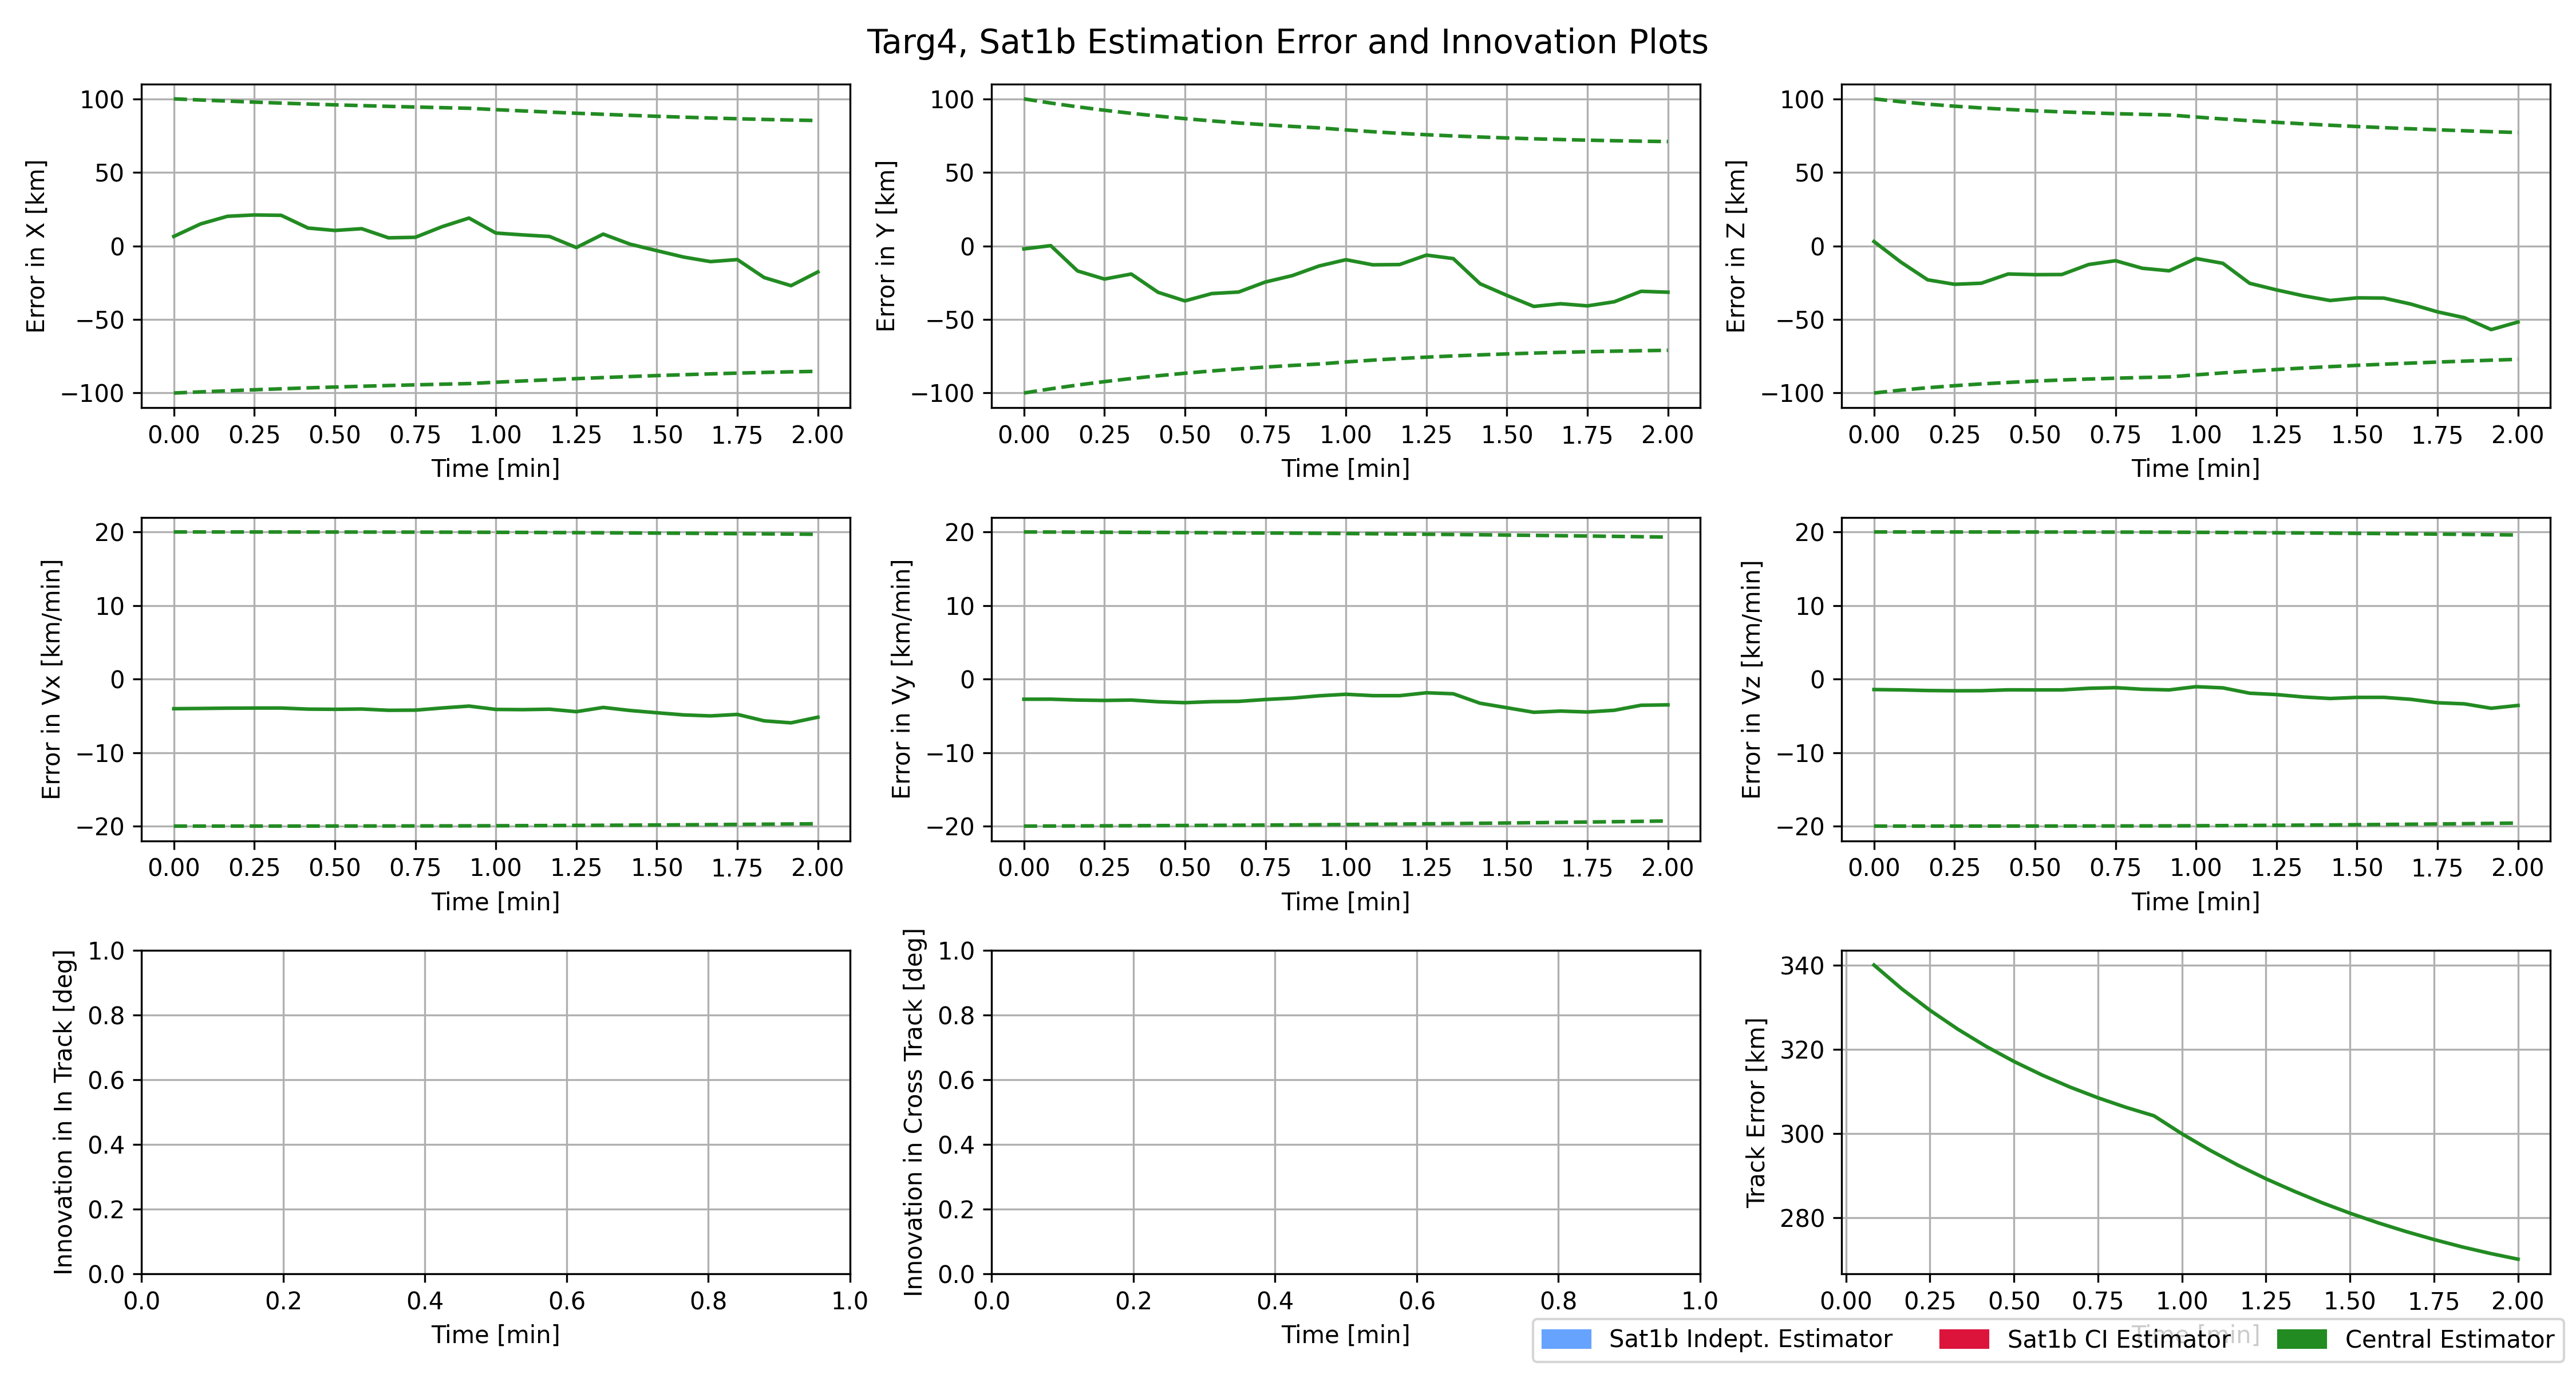 Targ4, Sat1b Estimation Error and Innovation Plots
Error in X [km]
100
50
0
−50
−100
0.00 0.25 0.50 0.75 1.00 1.25 1.50 1.75 2.00
Time [min]
Error in Y [km]
100
50
0
−50
−100
0.00 0.25 0.50 0.75 1.00 1.25 1.50 1.75 2.00
Time [min]
Error in Z [km]
100
50
0
−50
−100
0.00 0.25 0.50 0.75 1.00 1.25 1.50 1.75 2.00
Time [min]
Error in Vx [km/min]
20
10
0
−10
−20
0.00 0.25 0.50 0.75 1.00 1.25 1.50 1.75 2.00
Time [min]
Error in Vy [km/min]
20
10
0
−10
−20
0.00 0.25 0.50 0.75 1.00 1.25 1.50 1.75 2.00
Time [min]
Error in Vz [km/min]
20
10
0
−10
−20
0.00 0.25 0.50 0.75 1.00 1.25 1.50 1.75 2.00
Time [min]
Innovation in In Track [deg]
1.0
0.8
0.6
0.4
0.2
0.0
0.0 0.2 0.4 0.6 0.8 1.0
Time [min]
Innovation in Cross Track [deg]
1.0
0.8
0.6
0.4
0.2
0.0
0.0 0.2 0.4 0.6 0.8 1.0
Time [min]
Track Error [km]
340
320
300
280
0.00 0.25 0.50 0.75 1.00 1.25 1.50 1.75 2.00
Time [min]
Sat1b Indept. Estimator Sat1b CI Estimator Central Estimator